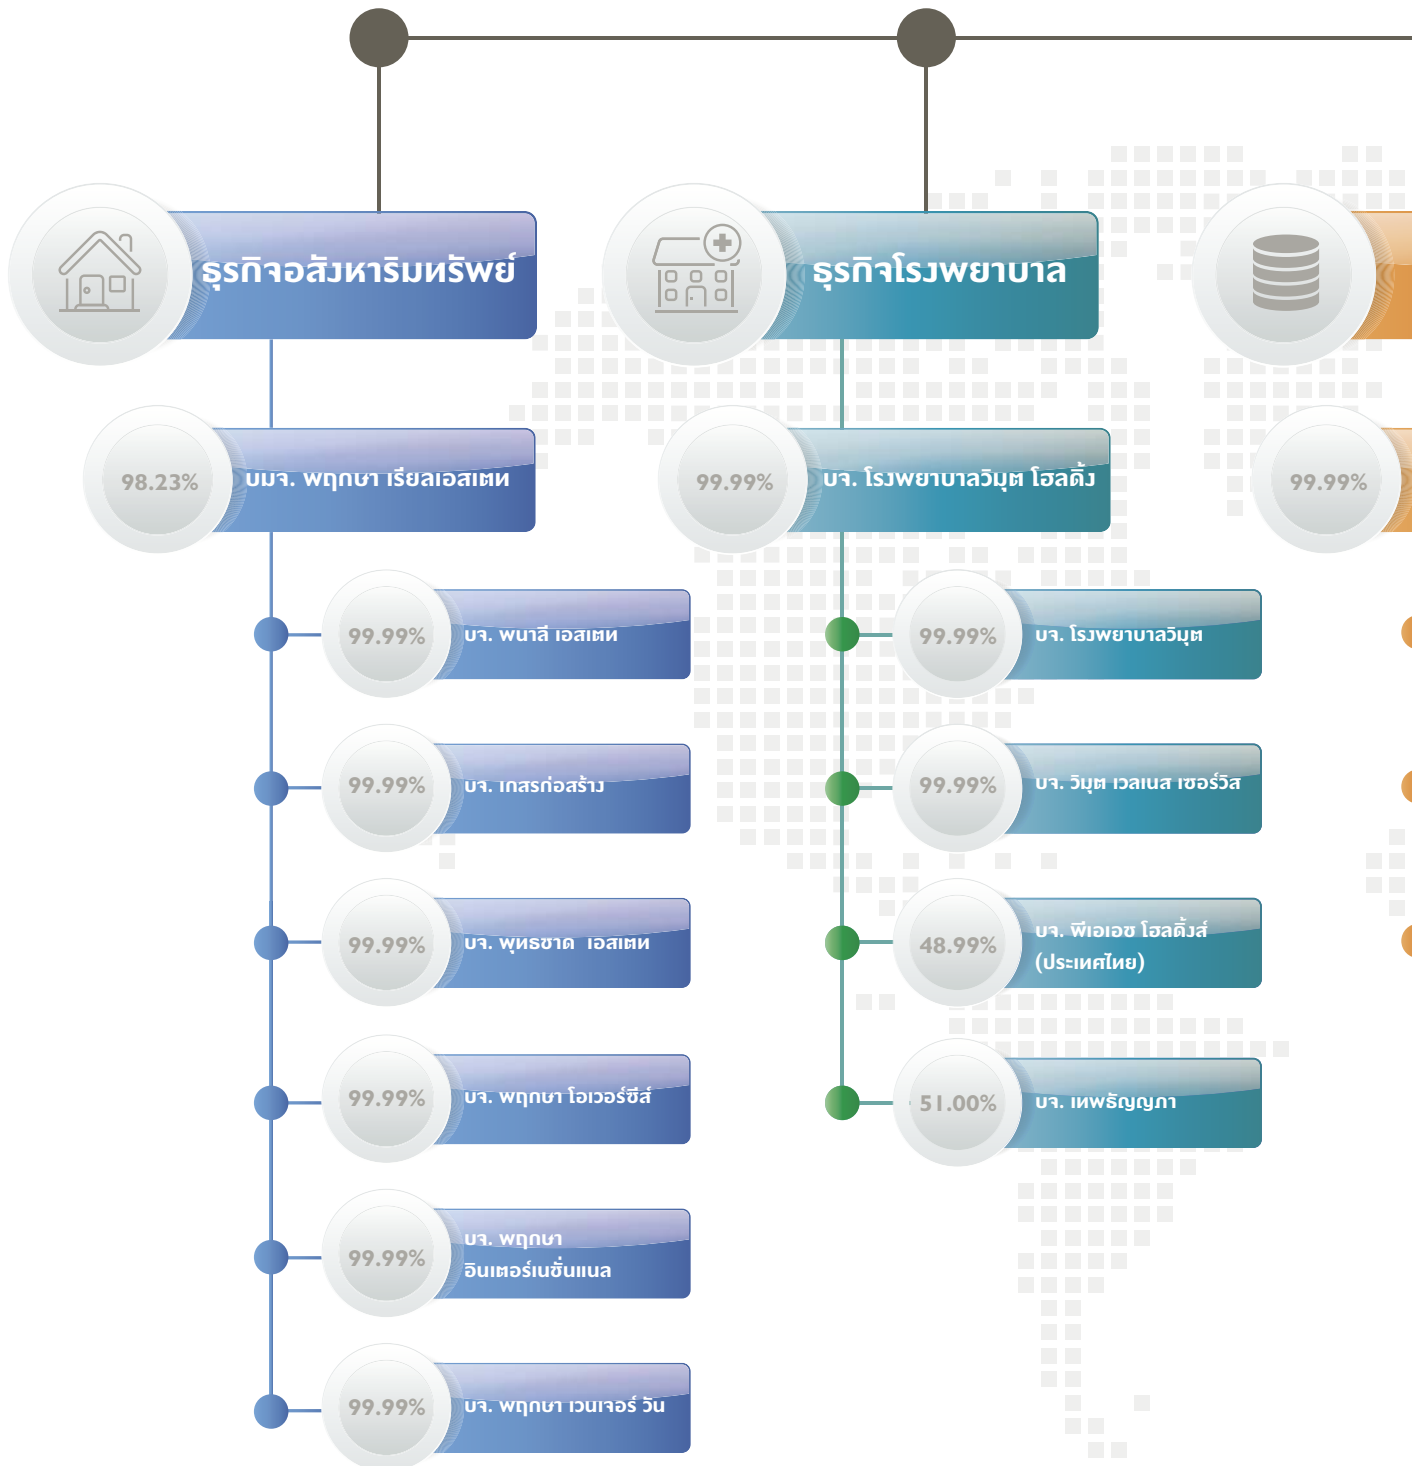 ธุรกิจอสังหาริมทรัพย์
98.23%
บมจ. พฤกษา เรียลเอสเตท
99.99%
บจ. พนาลี เอสเตท
99.99%
บจ. เกสรก่อสร้าง
99.99%
บจ. พุทธชาด เอสเตท
99.99%
บจ. พฤกษา โอเวอร์ซีส์
99.99%
บจ. พฤกษา
อินเตอร์เนชั่นแนล
99.99%
บจ. พฤกษา เวนเจอร์ วัน
ธุรกิจโรงพยาบาล
99.99%
บจ. โรงพยาบาลวิมุต โฮลดิ้ง
99.99%
บจ. โรงพยาบาลวิมุต
99.99%
บจ. วิมุต เวลเนส เซอร์วิส
48.99%
บจ. พีเอเอช โฮลดิ้งส์
(ประเทศไทย)
51.00%
บจ. เทพธัญญภา
99.99%